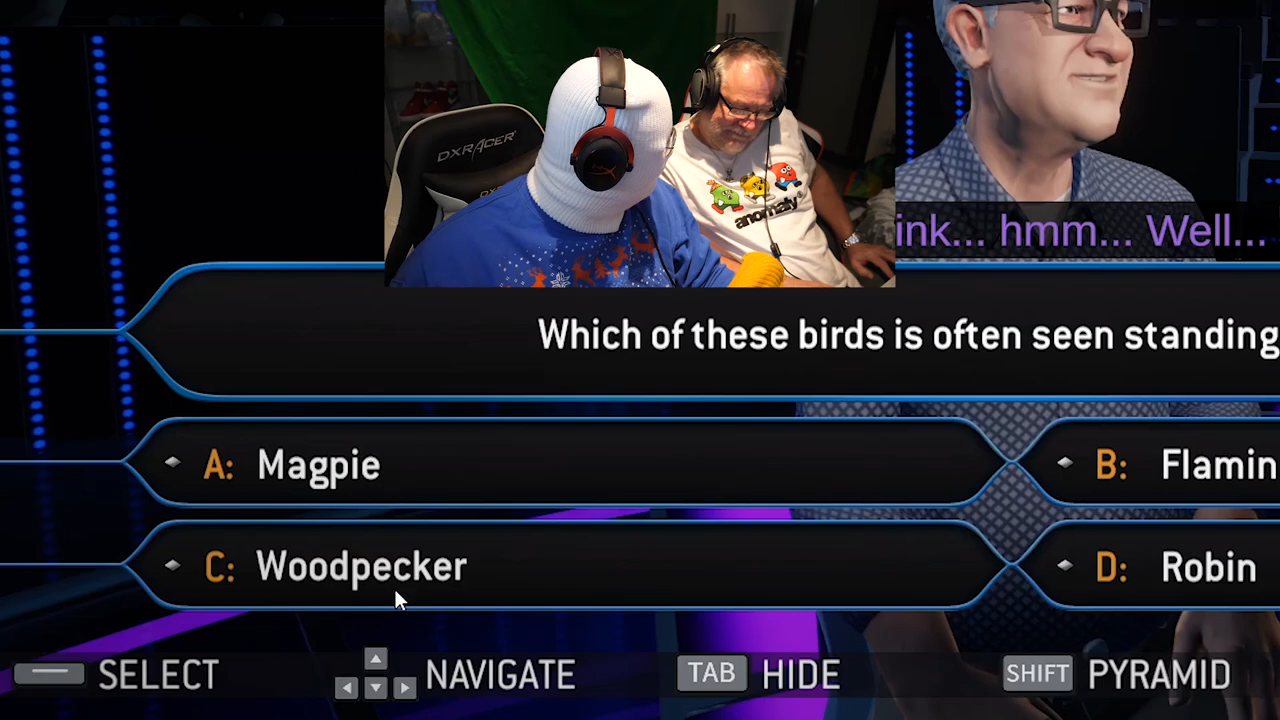 DXRACER
anomaly
ink... hmm... Well...
Which of these birds is often seen standing
A: Magpie
B: Flamin
C: Woodpecker
D: Robin
SELECT
NAVIGATE
TAB HIDE
SHIFT PYRAMID